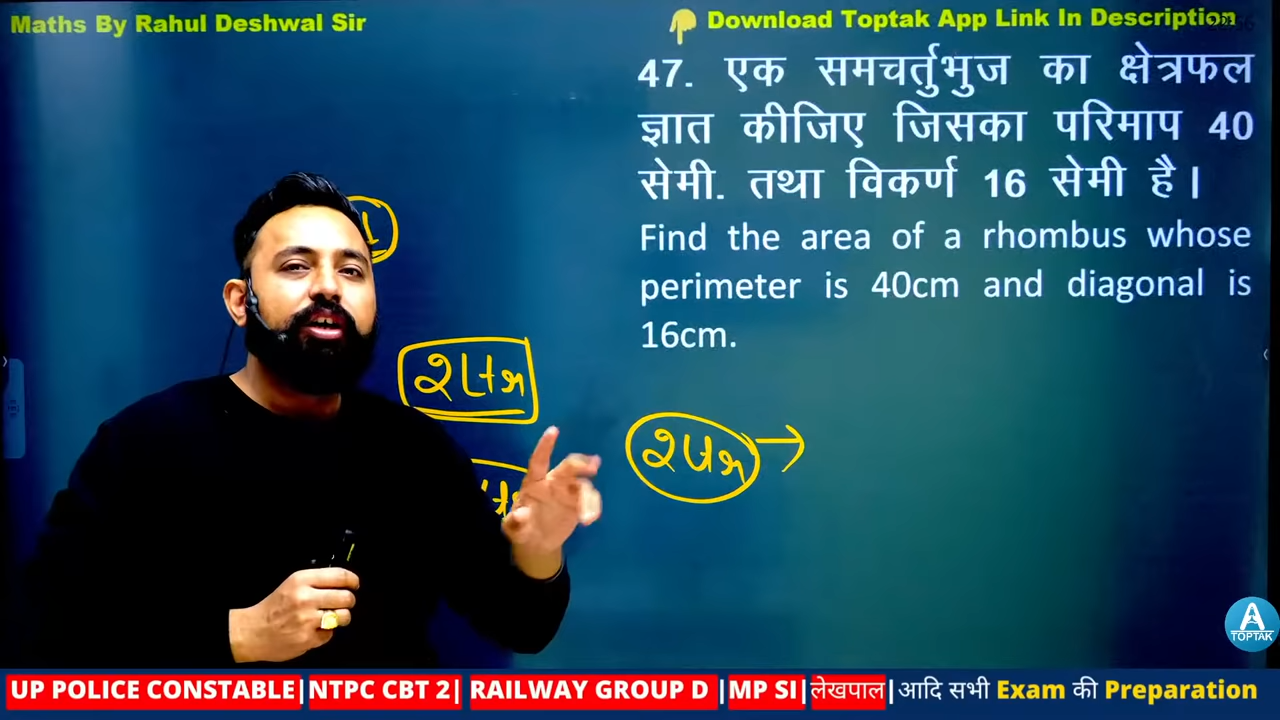 Maths By Rahul Deshwal Sir
Download Toptak App Link In Description
47. एक समचर्तुभुज का क्षेत्रफल
ज्ञात कीजिए जिसका परिमाप 40
सेमी. तथा विकर्ण 16 सेमी है।
Find the area of a rhombus whose
perimeter is 40cm and diagonal is
16cm.
1
A
TOPTAK
UP POLICE CONSTABLE| NTPC CBT 2| RAILWAY GROUP D |MP SI|लेखपाल|आदि सभी Exam की Preparation